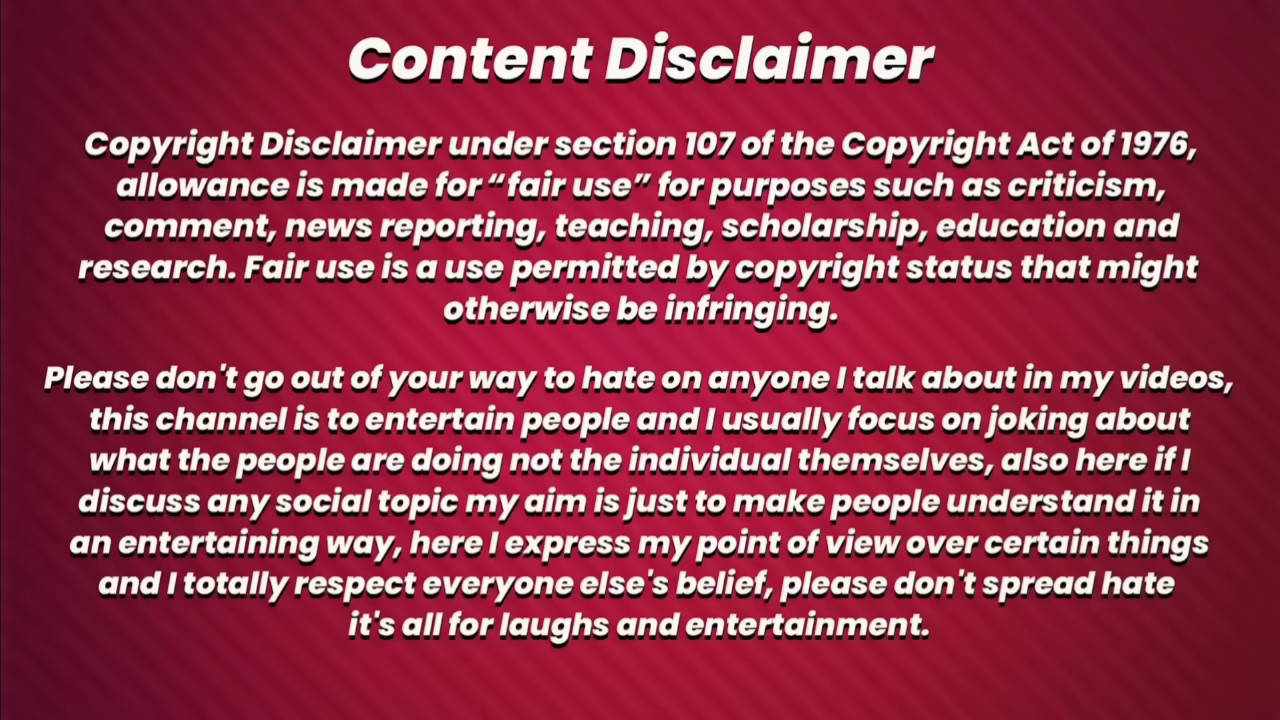 Content Disclaimer
Copyright Disclaimer under section 107 of the Copyright Act of 1976,
allowance is made for “fair use” for purposes such as criticism,
comment, news reporting, teaching, scholarship, education and
research. Fair use is a use permitted by copyright status that might
otherwise be infringing.
Please don't go out of your way to hate on anyone I talk about in my videos,
this channel is to entertain people and I usually focus on joking about
what the people are doing not the individual themselves, also here if I
discuss any social topic my aim is just to make people understand it in
an entertaining way, here I express my point of view over certain things
and I totally respect everyone else's belief, please don't spread hate
it's all for laughs and entertainment.